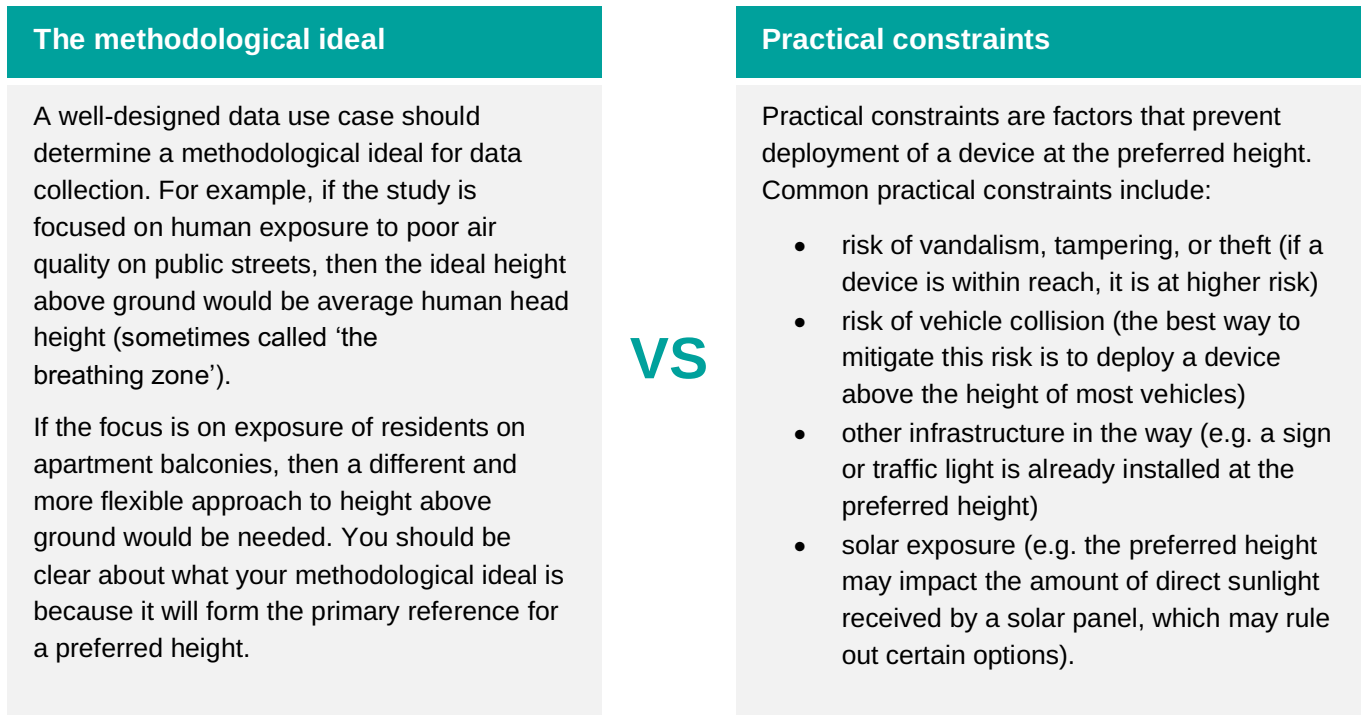 The methodological ideal
A well-designed data use case should
determine a methodological ideal for data
collection. For example, if the study is
focused on human exposure to poor air
quality on public streets, then the ideal height
above ground would be average human head
height (sometimes called ‘the
breathing zone’).
If the focus is on exposure of residents on
apartment balconies, then a different and
more flexible approach to height above
ground would be needed. You should be
clear about what your methodological ideal is
because it will form the primary reference for
a preferred height.
VS
Practical constraints
Practical constraints are factors that prevent
deployment of a device at the preferred height.
Common practical constraints include:
• risk of vandalism, tampering, or theft (if a
device is within reach, it is at higher risk)
• risk of vehicle collision (the best way to
mitigate this risk is to deploy a device
above the height of most vehicles)
• other infrastructure in the way (e.g. a sign
or traffic light is already installed at the
preferred height)
• solar exposure (e.g. the preferred height
may impact the amount of direct sunlight
received by a solar panel, which may rule
out certain options).